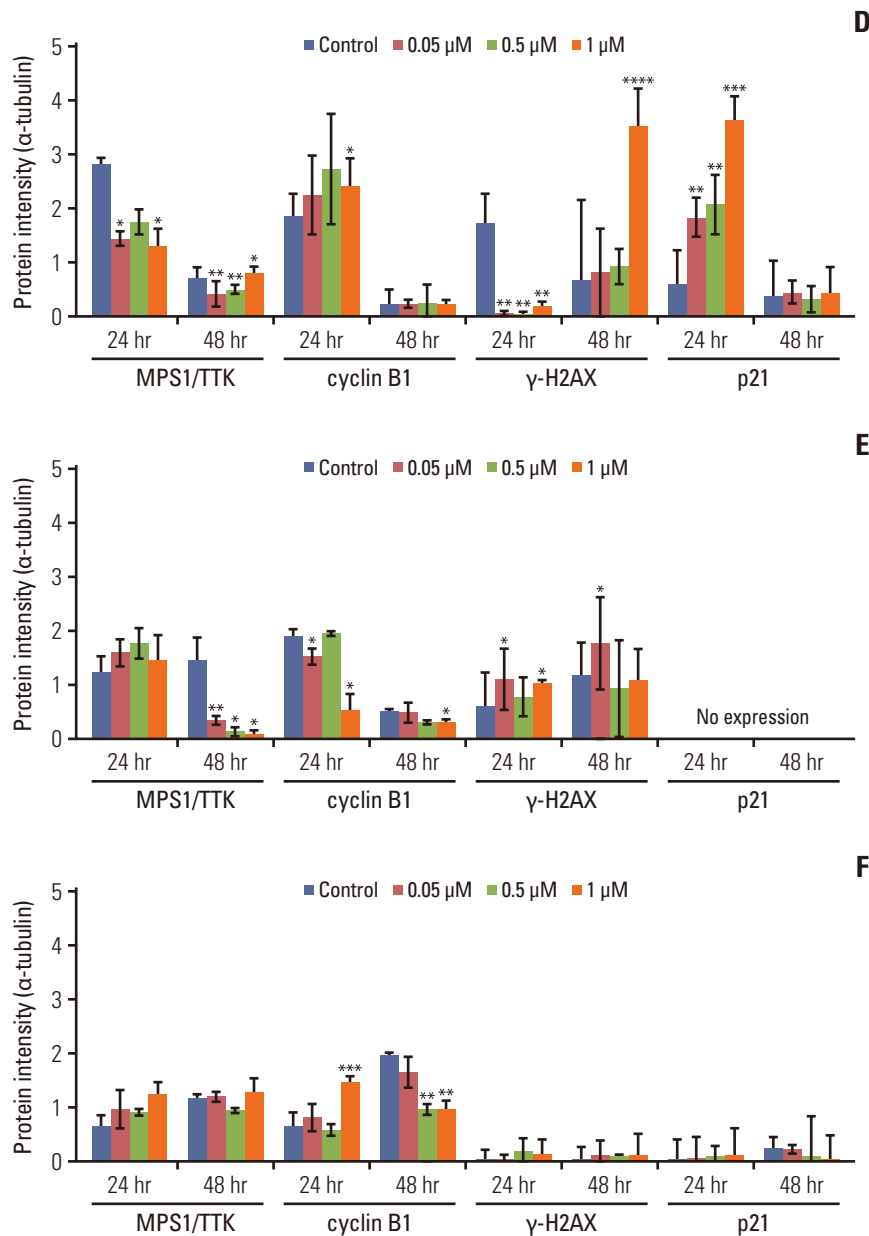 D
Control 0.05 µM 0.5 µM 1 µM
Protein intensity (α-tubulin)
5
4
3
2
1
0
* * ** ** * * ** ** ** **** ** ** ***
24 hr 48 hr 24 hr 48 hr 24 hr 48 hr 24 hr 48 hr
MPS1/TTK cyclin B1 γ-H2AX p21
E
Control 0.05 µM 0.5 µM 1 µM
Protein intensity (α-tubulin)
5
4
3
2
1
0
** * * * * * * * *
No expression
24 hr 48 hr 24 hr 48 hr 24 hr 48 hr 24 hr 48 hr
MPS1/TTK cyclin B1 γ-H2AX p21
F
Control 0.05 µM 0.5 µM 1 µM
Protein intensity (α-tubulin)
5
4
3
2
1
0
*** ** **
24 hr 48 hr 24 hr 48 hr 24 hr 48 hr 24 hr 48 hr
MPS1/TTK cyclin B1 γ-H2AX p21